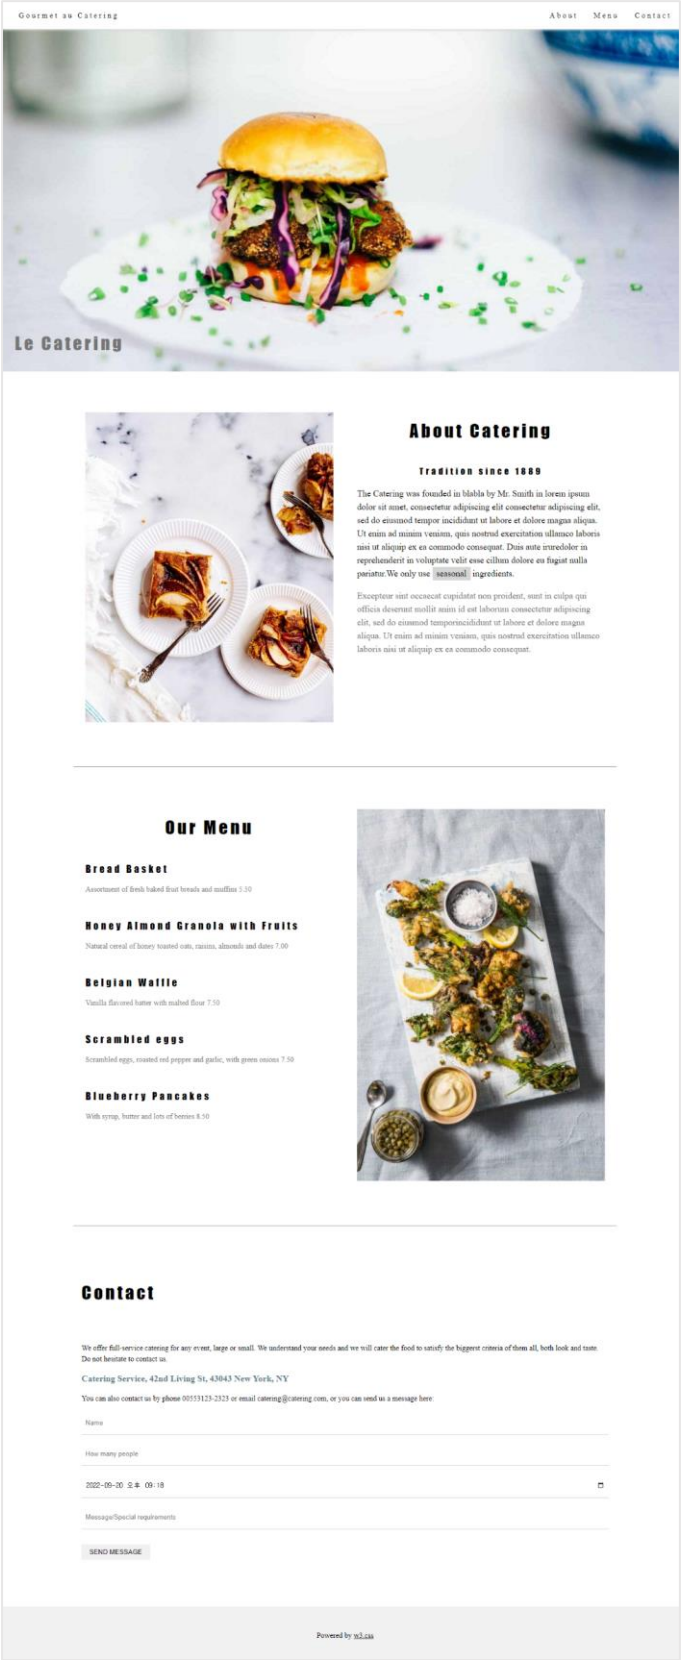 Gourmet au Catering
About Menu Contact
Le Catering
About Catering
Tradition since 1889
The Catering was founded in blabla by Mr. Smith in lorem ipsum
dolor sit amet, consectetur adipiscing elit consectetur adipiscing elit,
sed do eiusmod tempor incididunt ut labore et dolore magna aliqua.
Ut enim ad minim veniam, quis nostrud exercitation ullamco laboris
nisi ut aliquip ex ea commodo consequat. Duis aute iruredolor in
reprehenderit in voluptate velit esse cillum dolore eu fugiat nulla
pariatur.We only use seasonal ingredients.
Excepteur sint occaecat cupidatat non proident, sunt in culpa qui
officia deserunt mollit anim id est laborum consectetur adipiscing
elit, sed do eiusmod temporincididunt ut labore et dolore magna
aliqua. Ut enim ad minim veniam, quis nostrud exercitation ullamco
laboris nisi ut aliquip ex ea commodo consequat.
Our Menu
Bread Basket
Assortment of fresh baked fruit breads and muffins 5.50
Honey Almond Granola with Fruits
Natural cereal of honey toasted oats, raisins, almonds and dates 7.00
Belgian Waffle
Vanilla flavored batter with malted flour 7.50
Scrambled eggs
Scrambled eggs, roasted red pepper and garlic, with green onions 7.50
Blueberry Pancakes
With syrup, butter and lots of berries 8.50
Contact
We offer full-service catering for any event, large or small. We understand your needs and we will cater the food to satisfy the biggerst criteria of them all, both look and taste.
Do not hesitate to contact us.
Catering Service, 42nd Living St, 43043 New York, NY
You can also contact us by phone 00553123-2323 or email catering@catering.com, or you can send us a message here:
Name
How many people
2022-09-20 오후 09:18
Message/Special requirements
SEND MESSAGE
Powered by w3.css